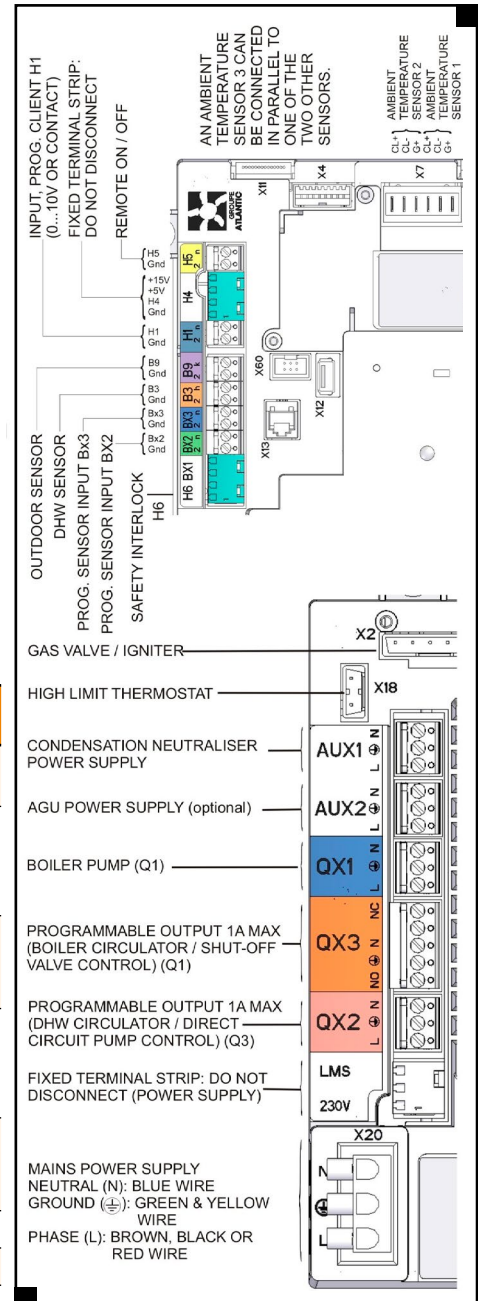 INPUT, PROG. CLIENT H1
(0...10V OR CONTACT)
FIXED TERMINAL STRIP:
DO NOT DISCONNECT
REMOTE ON / OFF
AN AMBIENT
TEMPERATURE
SENSOR 3 CAN
BE CONNECTED
IN PARALLEL TO
ONE OF THE
TWO OTHER
SENSORS.
AMBIENT
TEMPERATURE
SENSOR 2
AMBIENT
TEMPERATURE
SENSOR 1
CL+
CL-
G+
CL+
CL-
G+
X11
X4
X7
GROUPE
ATLANTIC
H5
Gnd
+15V
+5V
H4
Gnd
H1
Gnd
B9
Gnd
B3
Gnd
Bx3
Gnd
Bx2
Gnd
H5
2 n
H4
H1
2 n
B9
2 k
B3
2 h
BX3
2 n
BX2
2 n
H6 BX1
X60
X12
X13
OUTDOOR SENSOR
DHW SENSOR
PROG. SENSOR INPUT BX3
PROG. SENSOR INPUT BX2
SAFETY INTERLOCK
H6
X2
GAS VALVE / IGNITER
X18
HIGH LIMIT THERMOSTAT
CONDENSATION NEUTRALISER
POWER SUPPLY
AUX1
N
L
AGU POWER SUPPLY (optional)
AUX2
N
L
BOILER PUMP (Q1)
QX1
N
L
PROGRAMMABLE OUTPUT 1A MAX
(BOILER CIRCULATOR / SHUT-OFF
VALVE CONTROL) (Q1)
QX3
NC
N
NO
PROGRAMMABLE OUTPUT 1A MAX
(DHW CIRCULATOR / DIRECT
CIRCUIT PUMP CONTROL) (Q3)
QX2
N
L
FIXED TERMINAL STRIP: DO NOT
DISCONNECT (POWER SUPPLY)
LMS
230V
1
X20
MAINS POWER SUPPLY
NEUTRAL (N): BLUE WIRE
GROUND (⏚): GREEN & YELLOW
WIRE
PHASE (L): BROWN, BLACK OR
RED WIRE
N
L